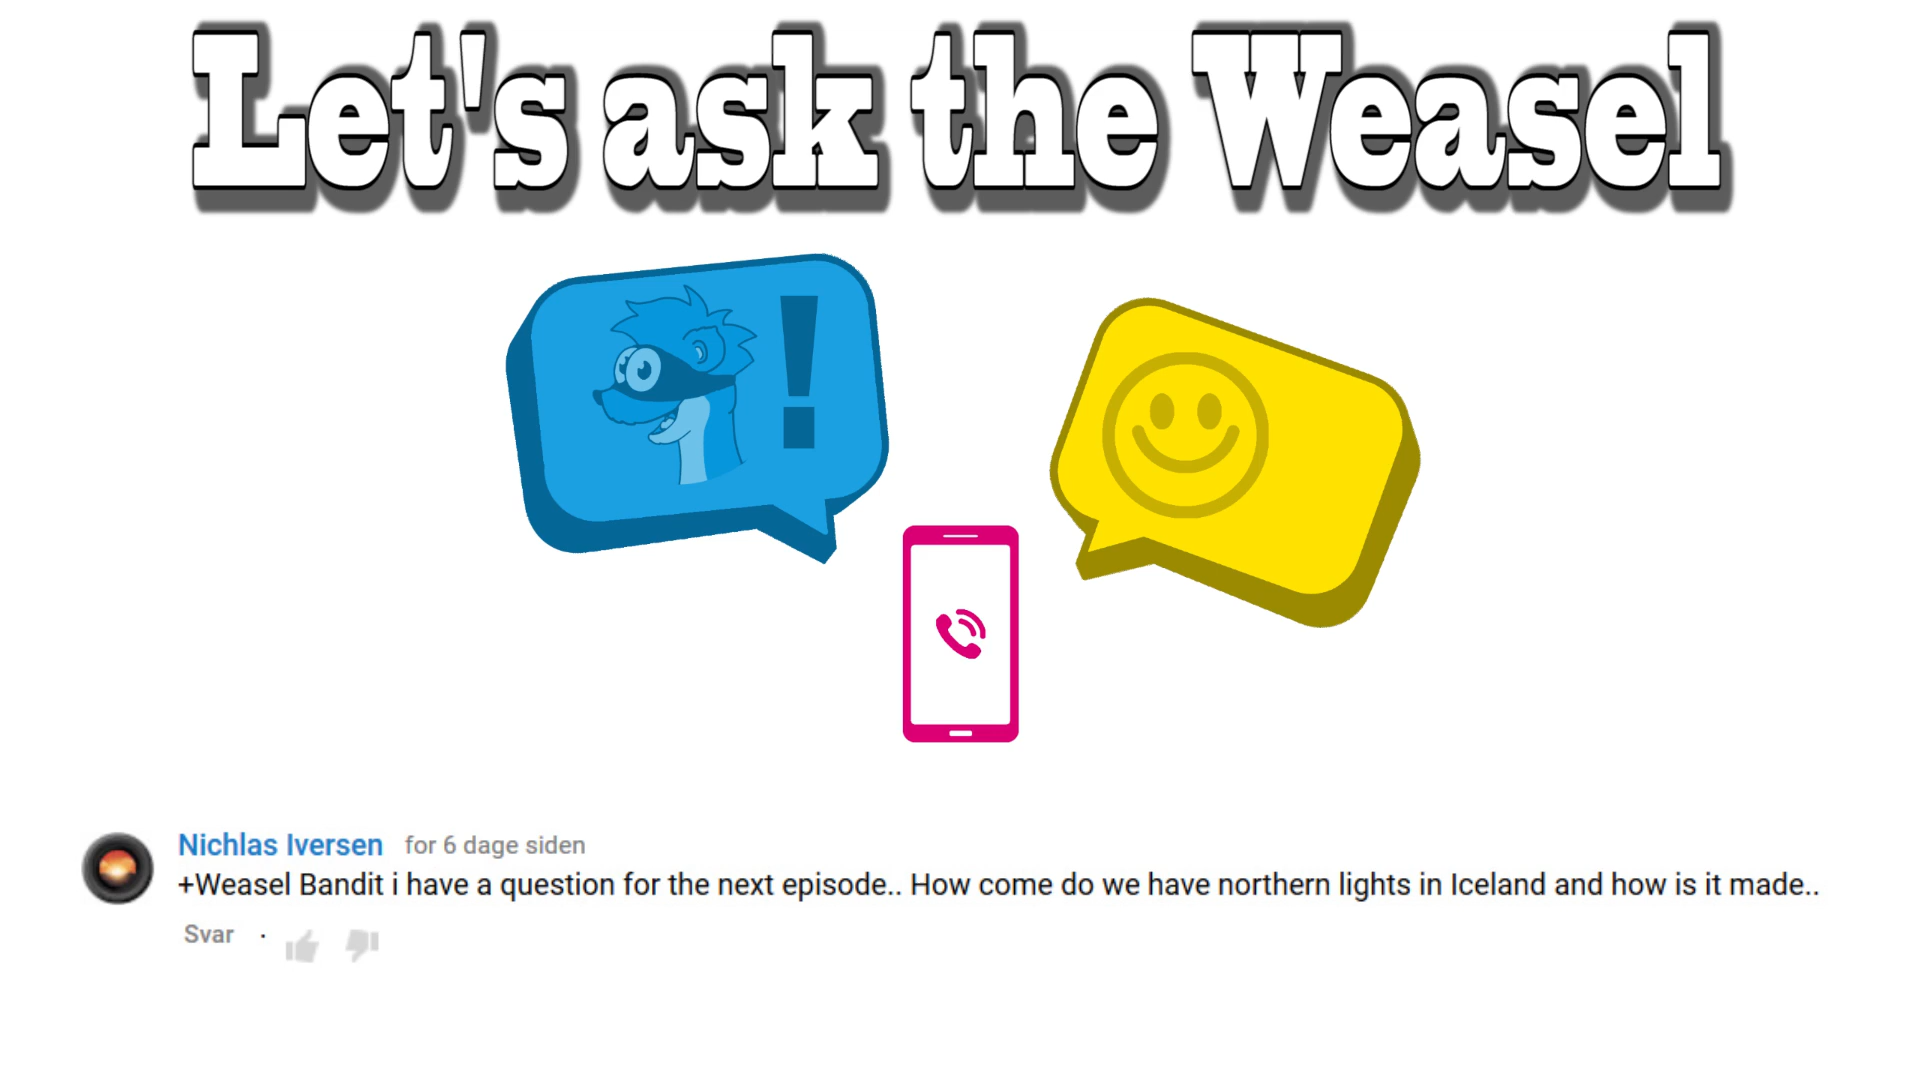 Let's ask the Weasel
!
Nichlas Iversen for 6 dage siden
+Weasel Bandit i have a question for the next episode.. How come do we have northern lights in Iceland and how is it made..
Svar ·